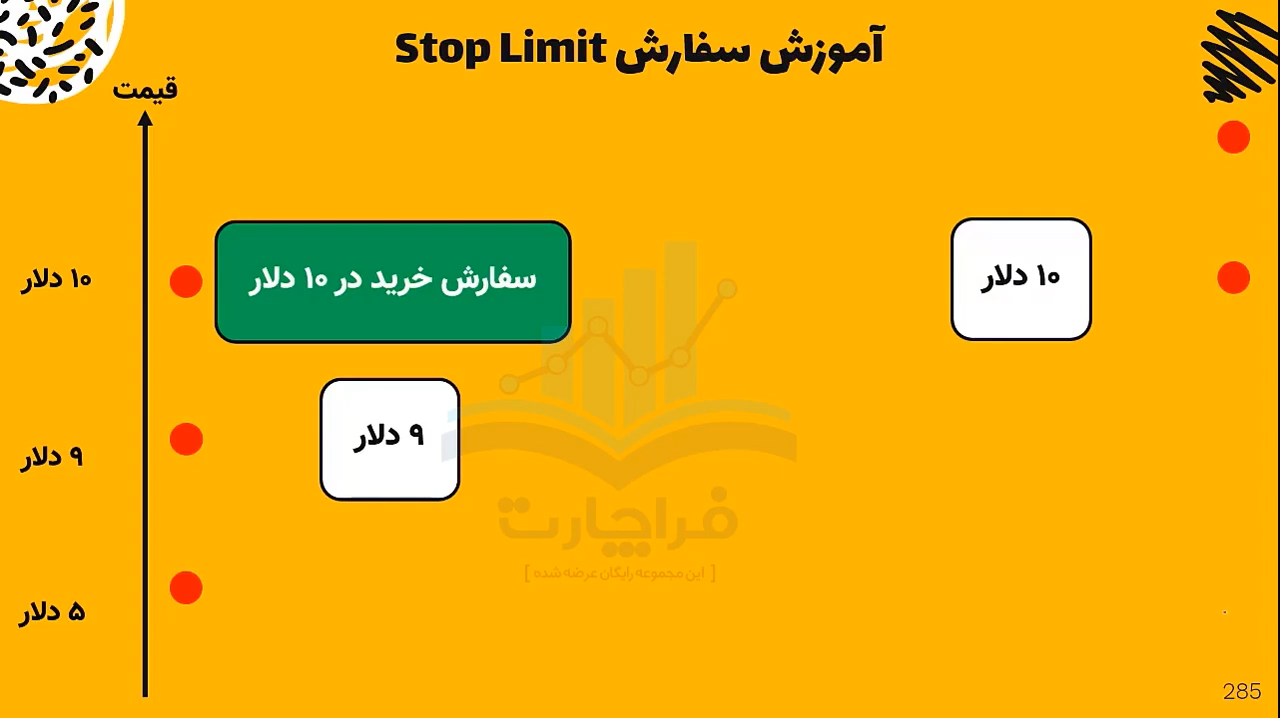 آموزش سفارش Stop Limit
قیمت
۱۰ دلار
سفارش خرید در ۱۰ دلار
۱۰ دلار
۹ دلار
۹ دلار
فراچارت
[ این مجموعه رایگان عرضه شده ]
۵ دلار
285